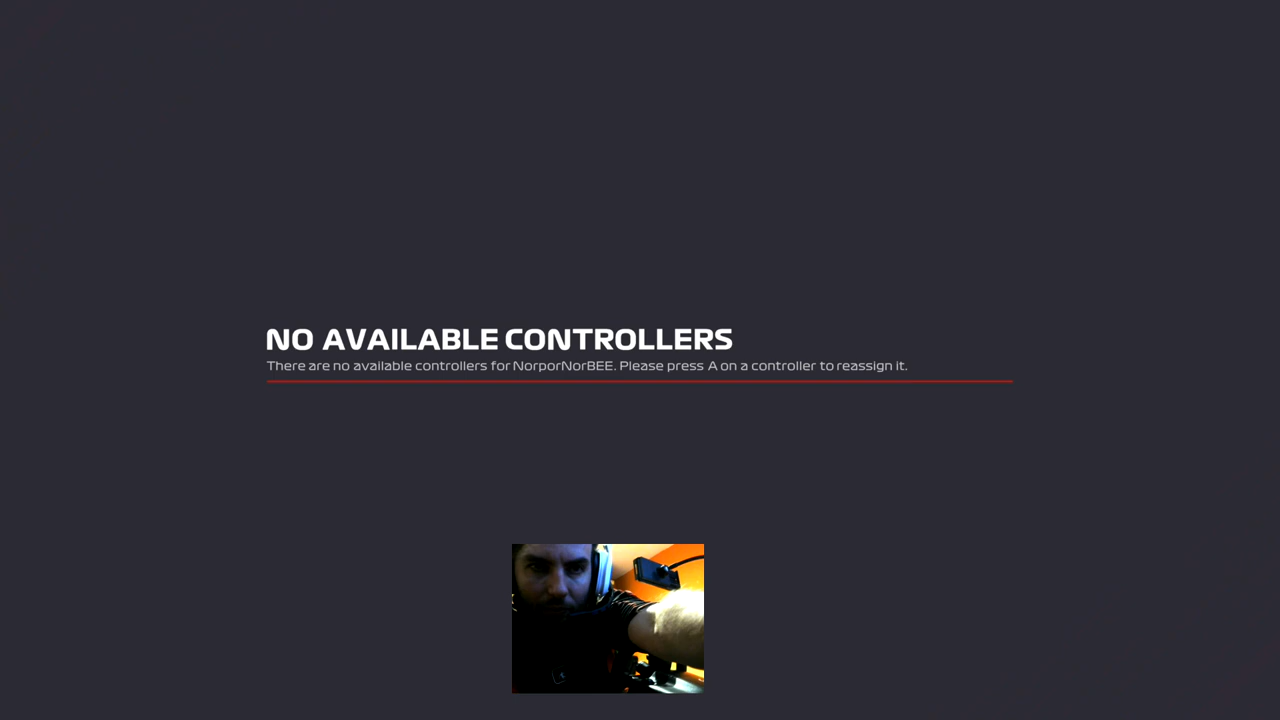 NO AVAILABLE CONTROLLERS
There are no available controllers for NorporNorBEE. Please press A on a controller to reassign it.